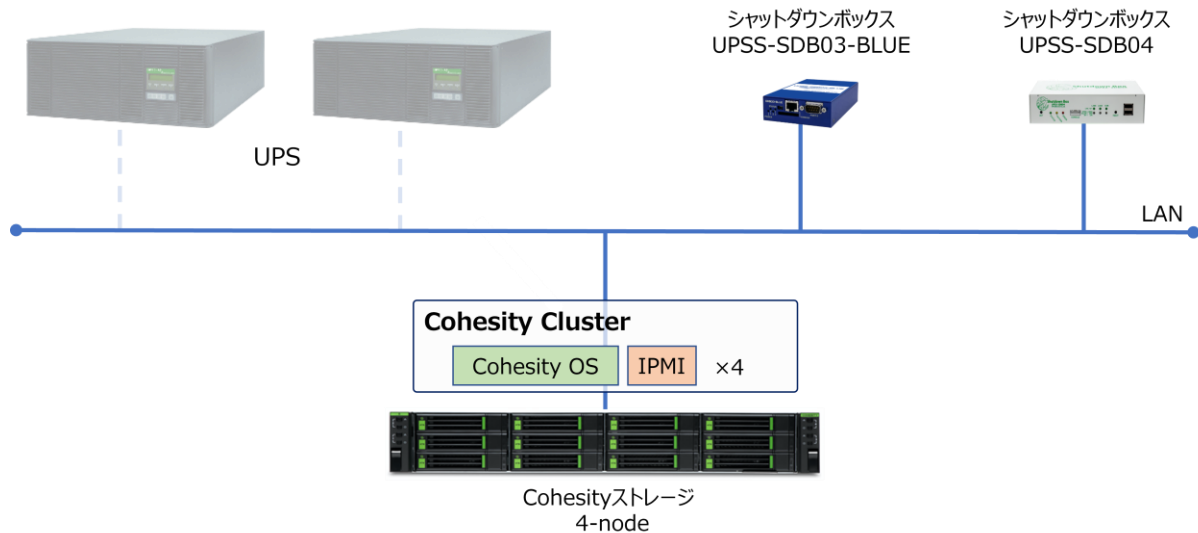 シャットダウンボックス
UPSS-SDB03-BLUE
シャットダウンボックス
UPSS-SDB04
UPS
LAN
Cohesity Cluster
Cohesity OS
IPMI
×4
Cohesityストレージ
4-node